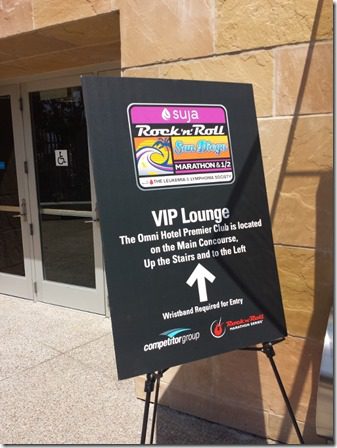 suja
Rock'n'Roll
San Diego
MARATHON & 1/2
THE LEUKEMIA & LYMPHOMA SOCIETY
VIP Lounge
The Omni Hotel Premier Club is located
on the Main Concourse,
Up the Stairs and to the Left
Wristband Required for Entry
competitorgroup
Rock'n'Roll
MARATHON SERIES